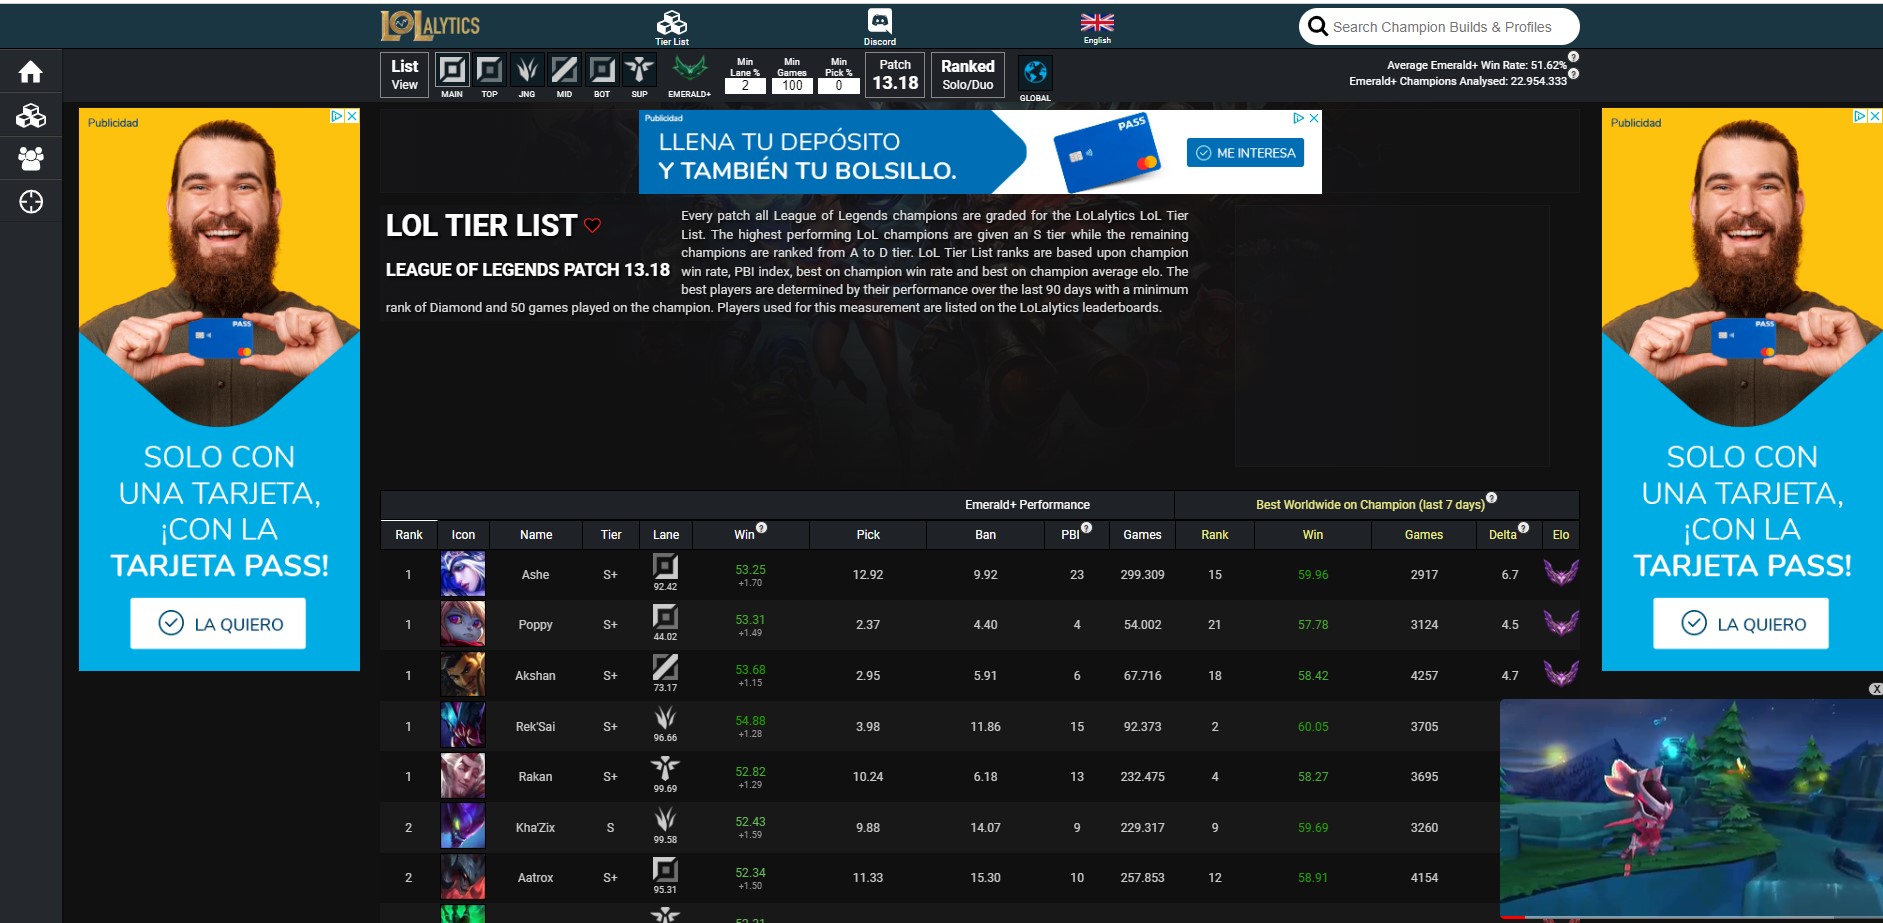 LOLALYTICS
Tier List
Discord
English
Search Champion Builds & Profiles
List
View
MAIN
TOP
JNG
MID
BOT
SUP
EMERALD+
Min
Lane %
2
Min
Games
100
Min
Pick %
0
Patch
13.18
Ranked
Solo/Duo
GLOBAL
Average Emerald+ Win Rate: 51.62%
Emerald+ Champions Analysed: 22.954.333
Publicidad
PASS
SOLO CON
UNA TARJETA,
¡CON LA
TARJETA PASS!
LA QUIERO
Publicidad
LLENA TU DEPÓSITO
Y TAMBIÉN TU BOLSILLO.
PASS
ME INTERESA
Publicidad
PASS
SOLO CON
UNA TARJETA,
¡CON LA
TARJETA PASS!
LA QUIERO
LOL TIER LIST
LEAGUE OF LEGENDS PATCH 13.18
Every patch all League of Legends champions are graded for the LoLalytics LoL Tier
List. The highest performing LoL champions are given an S tier while the remaining
champions are ranked from A to D tier. LoL Tier List ranks are based upon champion
win rate, PBI index, best on champion win rate and best on champion average elo. The
best players are determined by their performance over the last 90 days with a minimum
rank of Diamond and 50 games played on the champion. Players used for this measurement are listed on the LoLalytics leaderboards.
Emerald+ Performance Best Worldwide on Champion (last 7 days)
Rank Icon Name Tier Lane Win Pick Ban PBI Games Rank Win Games Delta Elo
1 Ashe S+ 92.42 53.25 +1.70 12.92 9.92 23 299.309 15 59.96 2917 6.7
1 Poppy S+ 44.02 53.31 +1.49 2.37 4.40 4 54.002 21 57.78 3124 4.5
1 Akshan S+ 73.17 53.68 +1.15 2.95 5.91 6 67.716 18 58.42 4257 4.7
1 Rek'Sai S+ 96.66 54.88 +1.28 3.98 11.86 15 92.373 2 60.05 3705
1 Rakan S+ 99.69 52.82 +1.29 10.24 6.18 13 232.475 4 58.27 3695
2 Kha'Zix S 99.58 52.43 +1.59 9.88 14.07 9 229.317 9 59.69 3260
2 Aatrox S+ 95.31 52.34 +1.50 11.33 15.30 10 257.853 12 58.91 4154
X